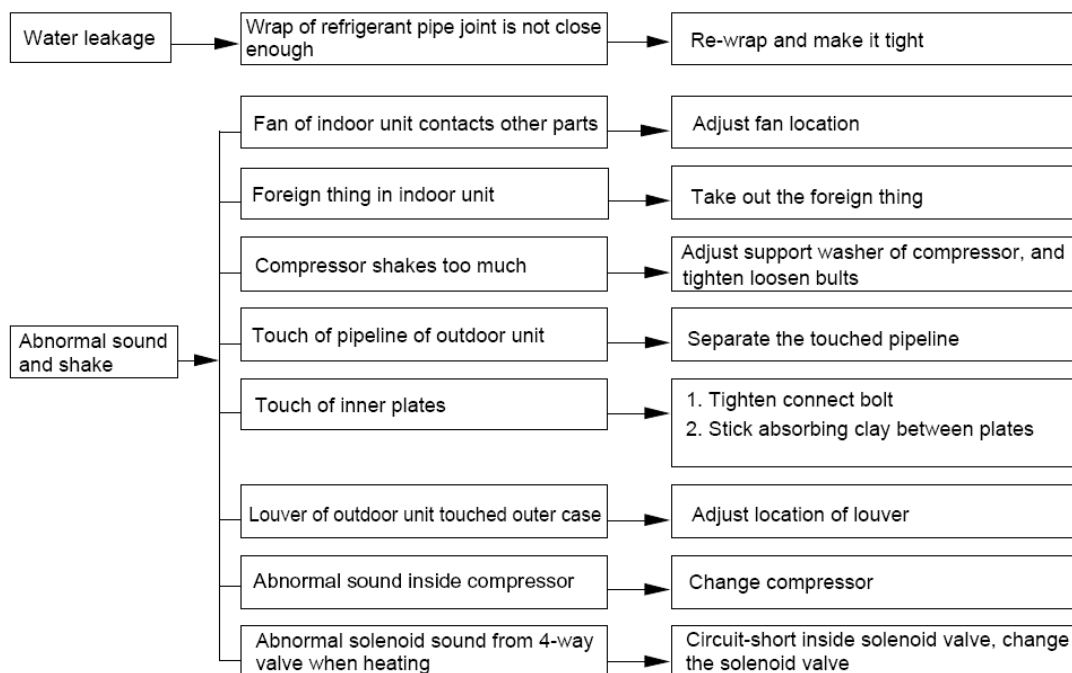 Water leakage
Wrap of refrigerant pipe joint is not close
enough
Re-wrap and make it tight
Abnormal sound
and shake
Fan of indoor unit contacts other parts
Adjust fan location
Foreign thing in indoor unit
Take out the foreign thing
Compressor shakes too much
Adjust support washer of compressor, and
tighten loosen bults
Touch of pipeline of outdoor unit
Separate the touched pipeline
Touch of inner plates
1. Tighten connect bolt
2. Stick absorbing clay between plates
Louver of outdoor unit touched outer case
Adjust location of louver
Abnormal sound inside compressor
Change compressor
Abnormal solenoid sound from 4-way
valve when heating
Circuit-short inside solenoid valve, change
the solenoid valve